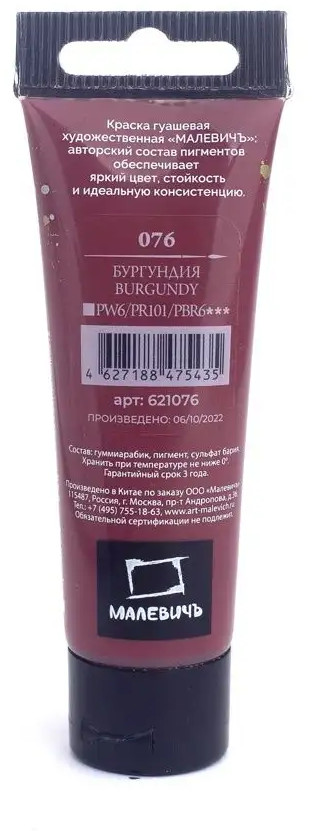 Краска гуашевая
художественная «МАЛЕВИЧЪ»:
авторский состав пигментов
обеспечивает
яркий цвет, стойкость
и идеальную консистенцию.
076
БУРГУНДИЯ
BURGUNDY
PW6/PR101/PBR6***
4 627188 475435
арт: 621076
ПРОИЗВЕДЕНО: 06/10/2022
Состав: гуммиарабик, пигмент, сульфат бария.
Хранить при температуре не ниже 0°.
Гарантийный срок 3 года.
Произведено в Китае по заказу ООО «Малевичъ»
115487, Россия, г. Москва, пр-т Андропова, д.36
Тел.: +7 (495) 755-18-63, www.art-malevich.com
Обязательной сертификации не подлежит.
МАЛЕВИЧЪ